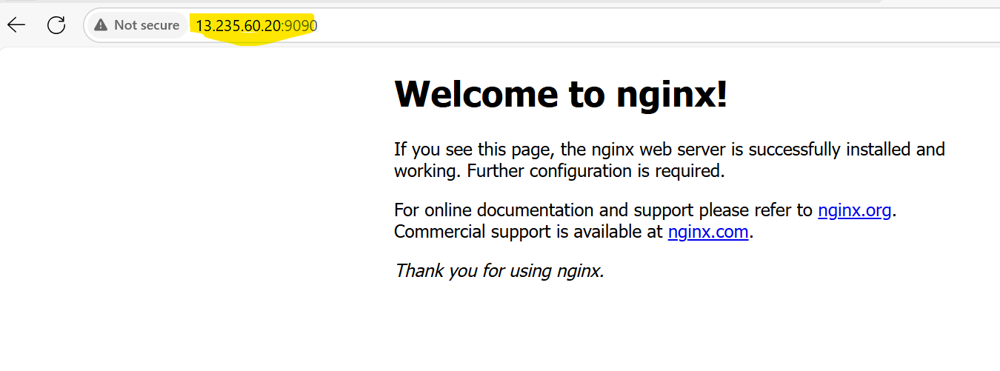 Not secure 13.235.60.20:9090
Welcome to nginx!
If you see this page, the nginx web server is successfully installed and
working. Further configuration is required.
For online documentation and support please refer to nginx.org.
Commercial support is available at nginx.com.
Thank you for using nginx.